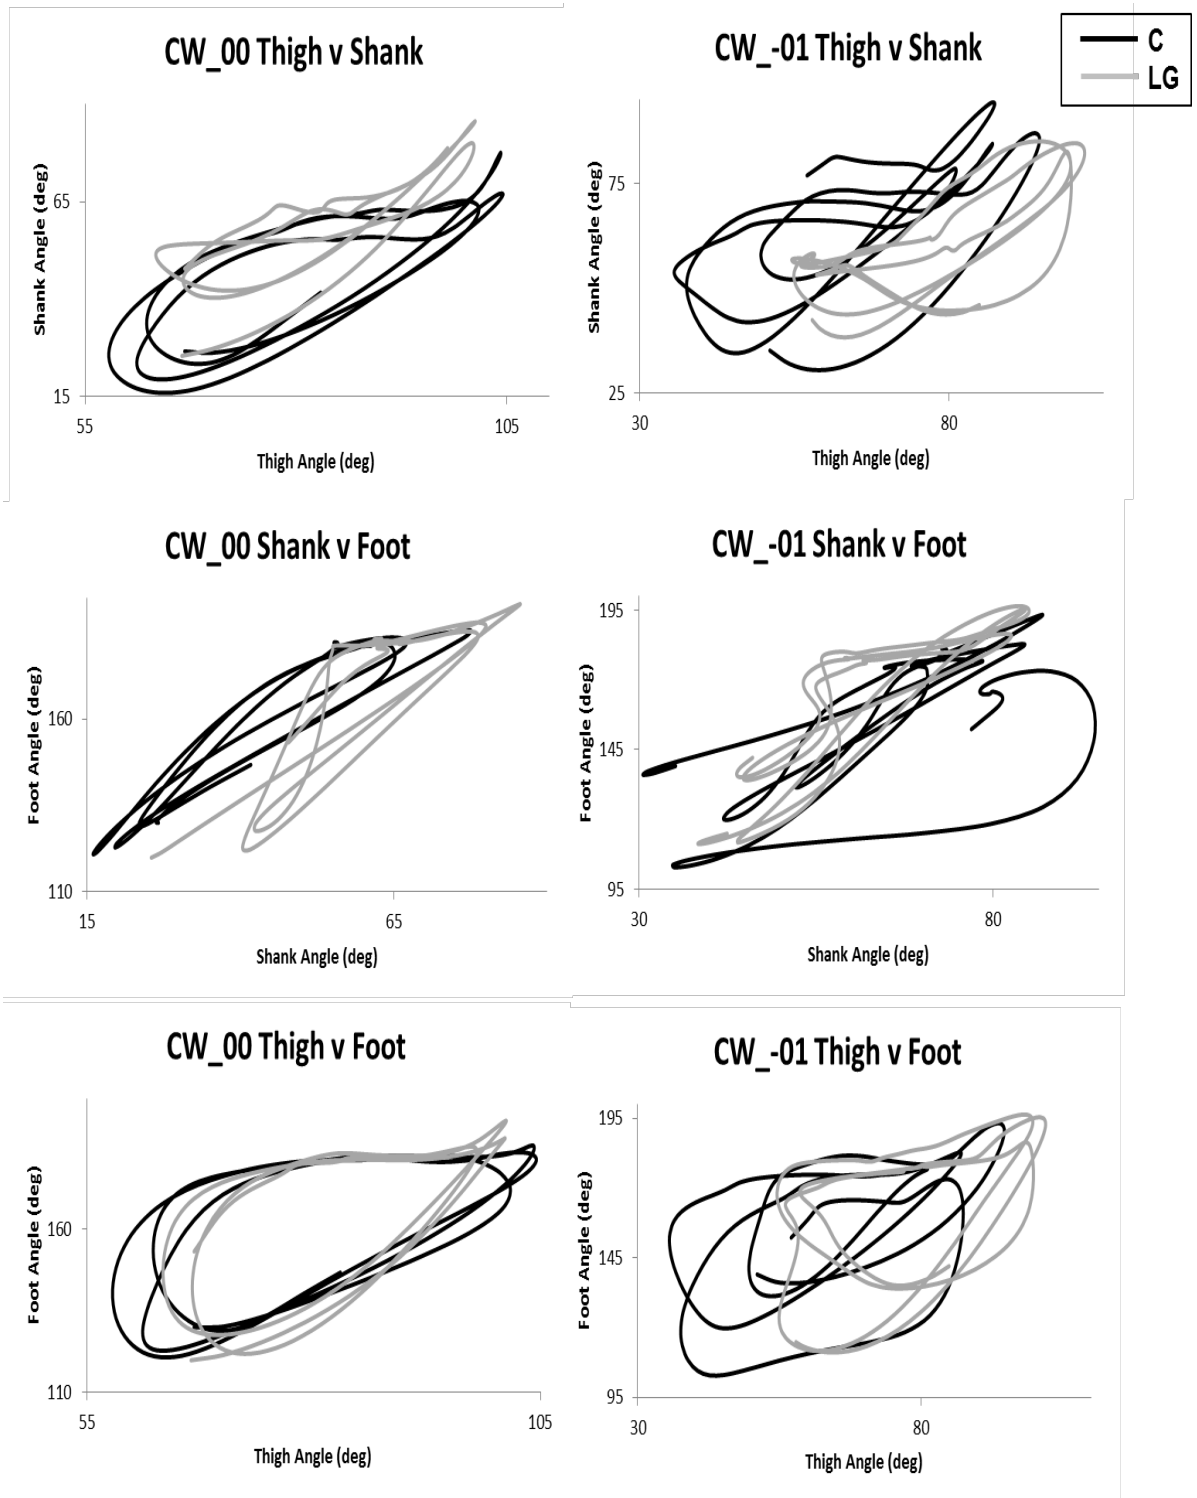 CW_00 Thigh v Shank
Shank Angle (deg)
65
15
55
105
Thigh Angle (deg)
CW_-01 Thigh v Shank
C
LG
Shank Angle (deg)
75
25
30
80
Thigh Angle (deg)
CW_00 Shank v Foot
Foot Angle (deg)
160
110
15
65
Shank Angle (deg)
CW_-01 Shank v Foot
Foot Angle (deg)
195
145
95
30
80
Shank Angle (deg)
CW_00 Thigh v Foot
Foot Angle (deg)
160
110
55
105
Thigh Angle (deg)
CW_-01 Thigh v Foot
Foot Angle (deg)
195
145
95
30
80
Thigh Angle (deg)